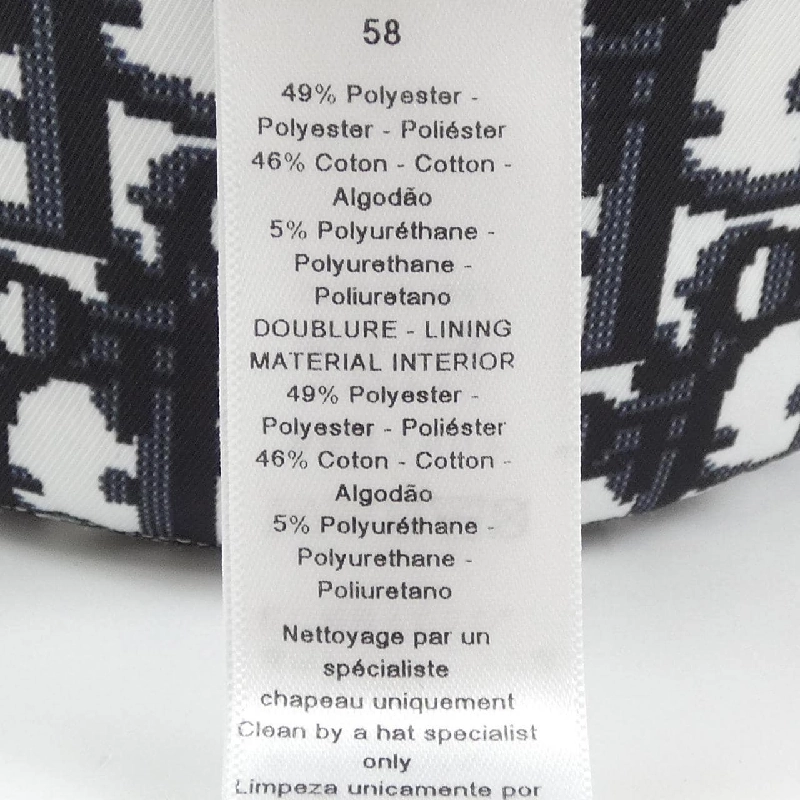 58
49% Polyester -
Polyester - Poliéster
46% Coton - Cotton -
Algodão
5% Polyuréthane -
Polyurethane -
Poliuretano
DOUBLURE - LINING
MATERIAL INTERIOR
49% Polyester -
Polyester - Poliéster
46% Coton - Cotton -
Algodão
5% Polyuréthane -
Polyurethane -
Poliuretano
Nettoyage par un
spécialiste
chapeau uniquement
Clean by a hat specialist
only
Limpeza unicamente por